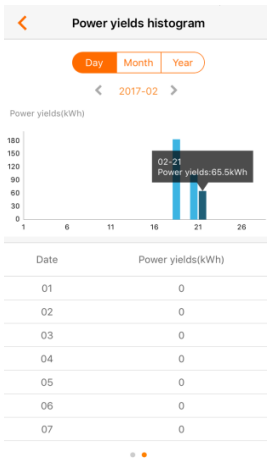 Power yields histogram
Day Month Year
2017-02
Power yields(kWh)
180
150
120
90
60
30
0
02-21
Power yields:65.5kWh
1 6 11 16 21 26
Date Power yields(kWh)
01 0
02 0
03 0
04 0
05 0
06 0
07 0